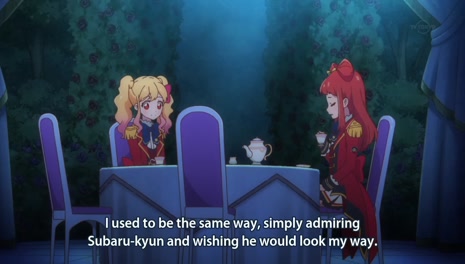 I used to be the same way, simply admiring
Subaru-kyun and wishing he would look my way.